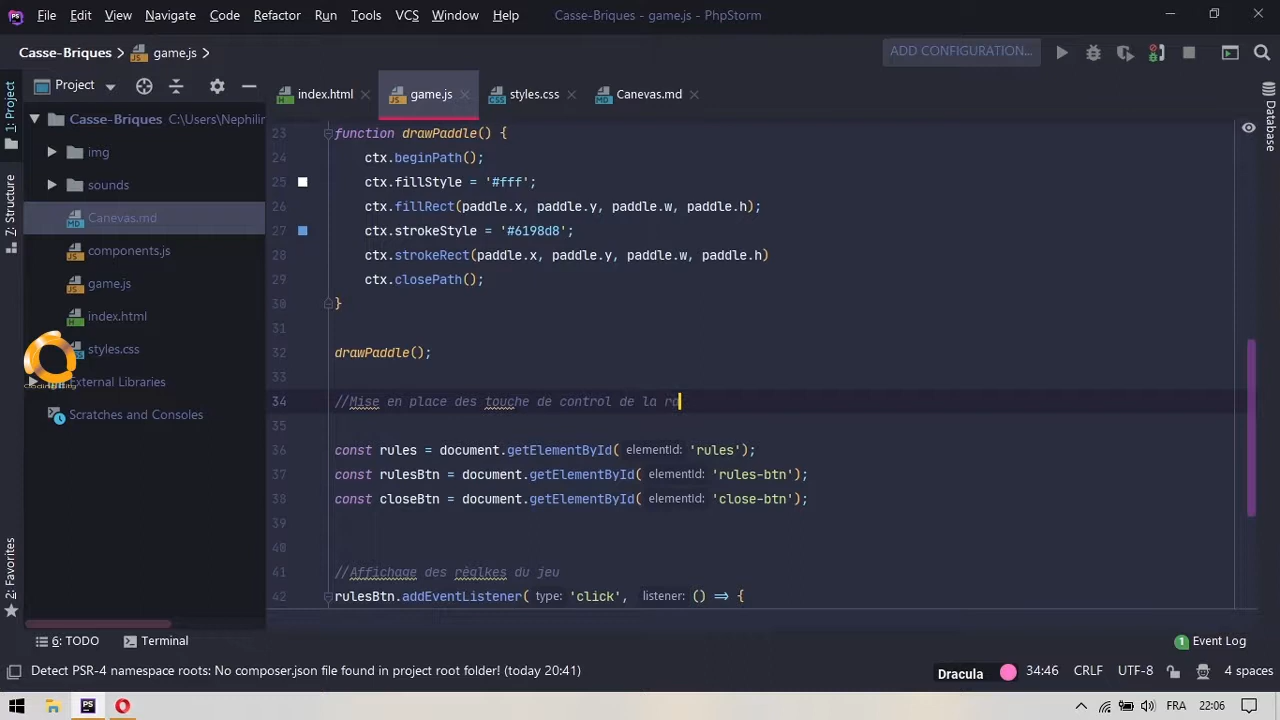 File Edit View Navigate Code Refactor Run Tools VCS Window Help Casse-Briques - game.js - PhpStorm
Casse-Briques game.js ADD CONFIGURATION...
1: Project
Project
index.html game.js styles.css Canevas.md
Database
Casse-Briques C:\Users\Nephilin
img
sounds
Canevas.md
components.js
game.js
index.html
styles.css
External Libraries
Scratches and Consoles
Z: Structure
2: Favorites
23 function drawPaddle() {
24 ctx.beginPath();
25 ctx.fillStyle = '#fff';
26 ctx.fillRect(paddle.x, paddle.y, paddle.w, paddle.h);
27 ctx.strokeStyle = '#6198d8';
28 ctx.strokeRect(paddle.x, paddle.y, paddle.w, paddle.h)
29 ctx.closePath();
30 }
31
32 drawPaddle();
33
34 //Mise en place des touche de control de la ra
35
36 const rules = document.getElementById( elementId: 'rules');
37 const rulesBtn = document.getElementById( elementId: 'rules-btn');
38 const closeBtn = document.getElementById( elementId: 'close-btn');
39
40
41 //Affichage des règlkes du jeu
42 rulesBtn.addEventListener( type: 'click', listener: () => {
6: TODO Terminal 1 Event Log
Detect PSR-4 namespace roots: No composer.json file found in project root folder! (today 20:41) Dracula 34:46 CRLF UTF-8 4 spaces
FRA 22:06